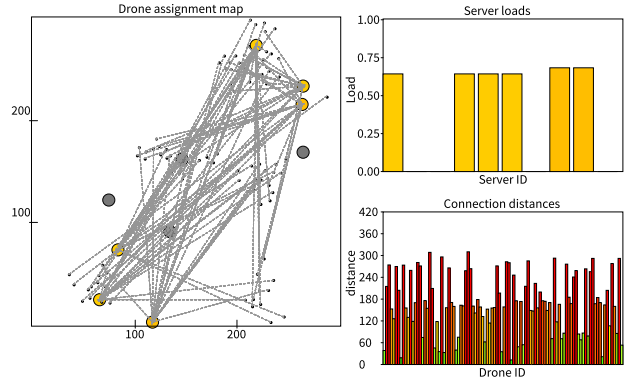 Drone assignment map
200
100
100
200
Server loads
1.00
0.75
0.50
0.25
0.00
Load
Server ID
Connection distances
420
360
300
240
180
120
60
0
distance
Drone ID